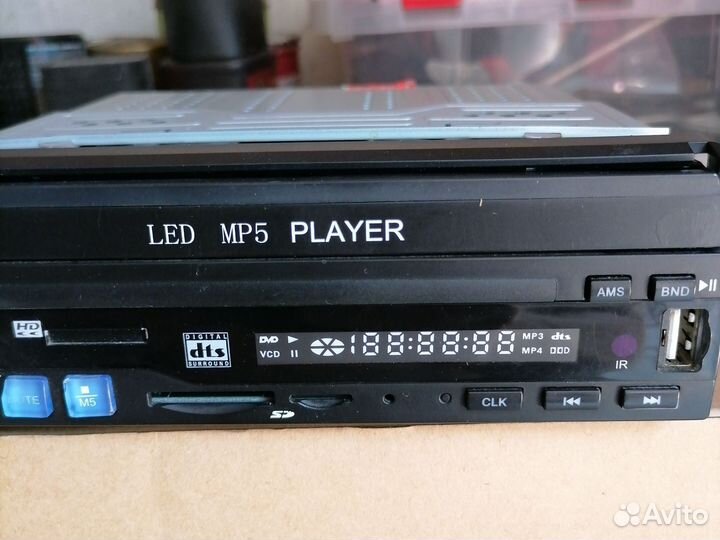 LED MP5 PLAYER
AMS
BND
HD
DIGITAL
dts
SURROUND
DVD
VCD
188:88:88
MP3 dts
MP4
IR
M5
SD
CLK
Avito